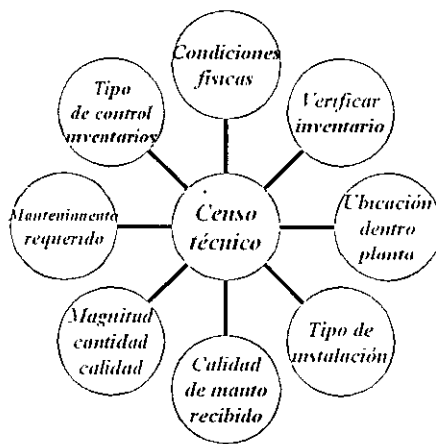 Condiciones
físicas
Verificar
inventario
Ubicación
dentro
planta
Tipo de
instalación
Calidad
de manto
recibido
Magnitud
cantidad
calidad
Mantenimiento
requerido
Tipo
de control
inventarios
Censo
técnico